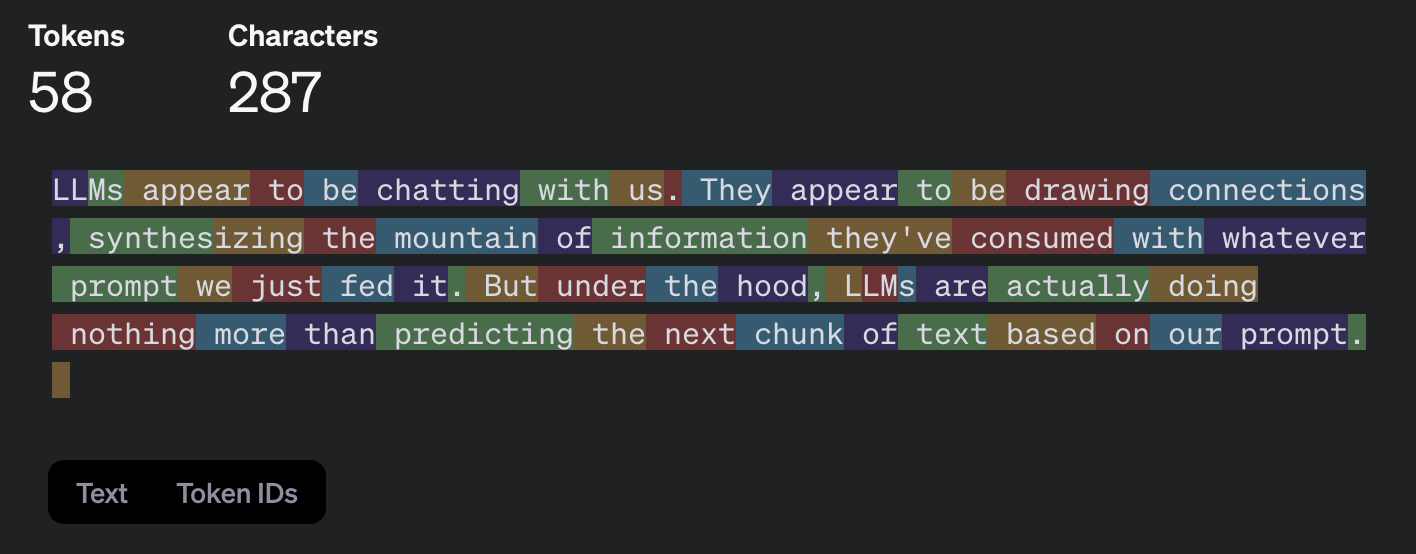 Tokens Characters
58 287
LLMs appear to be chatting with us. They appear to be drawing connections
, synthesizing the mountain of information they've consumed with whatever
prompt we just fed it. But under the hood, LLMs are actually doing
nothing more than predicting the next chunk of text based on our prompt.
Text Token IDs